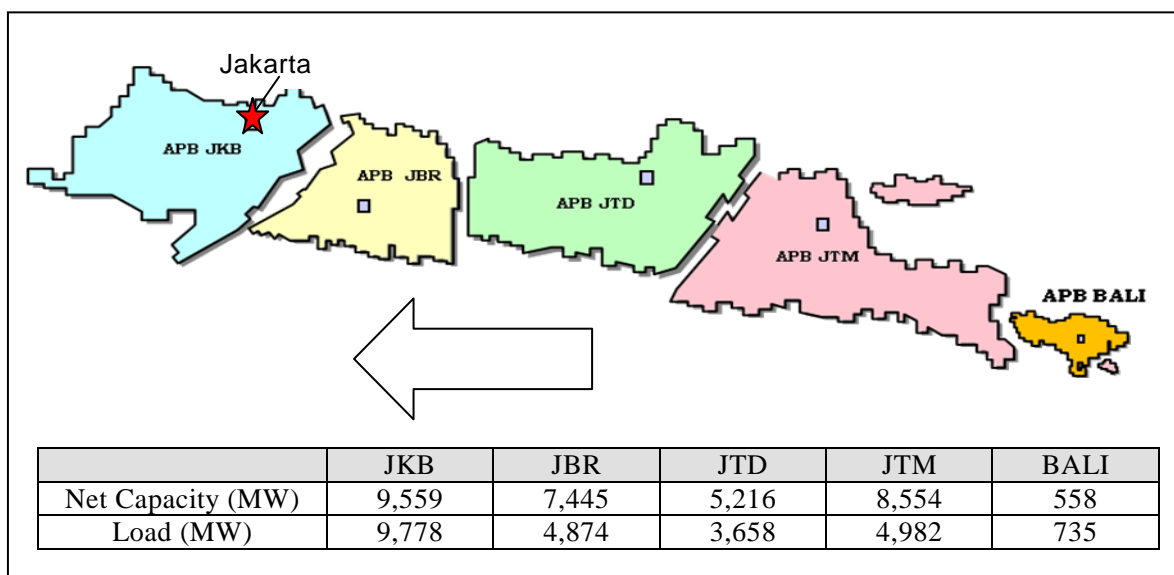 Jakarta
APB JKB
APB JBR
APB JTD
APB JTM
APB BALI
JKB JBR JTD JTM BALI
Net Capacity (MW) 9,559 7,445 5,216 8,554 558
Load (MW) 9,778 4,874 3,658 4,982 735